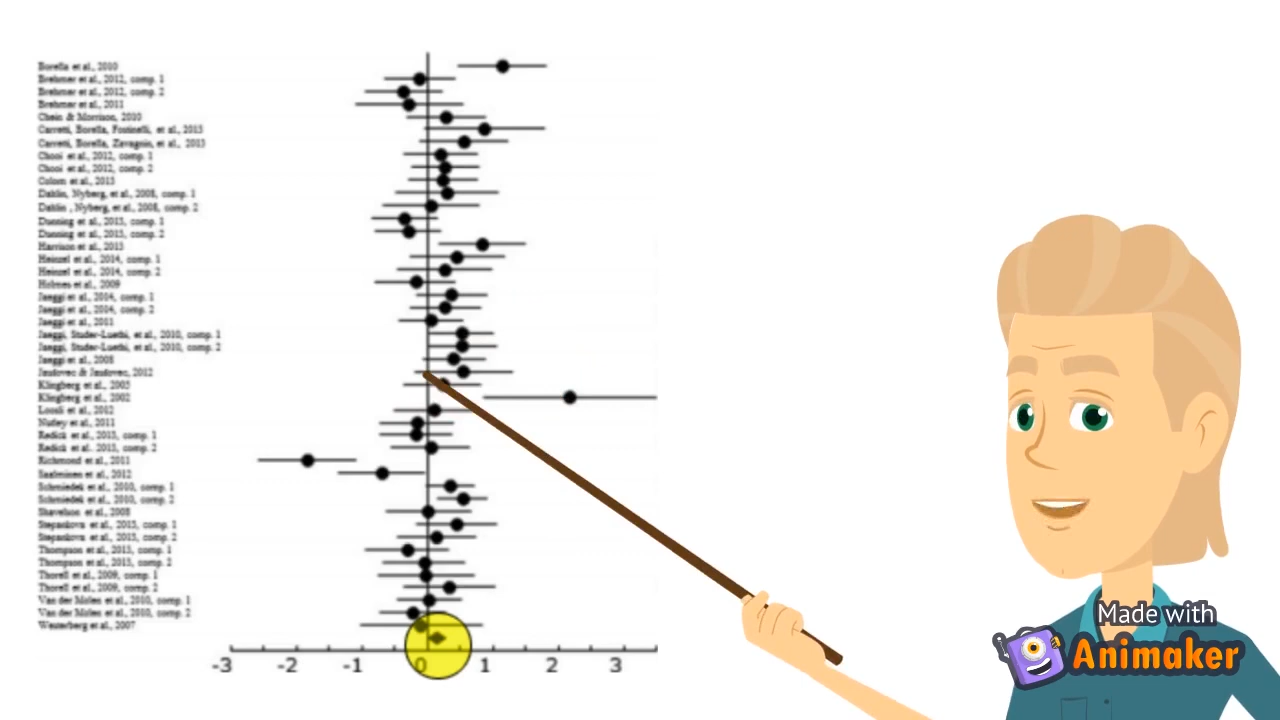 Borella et al., 2010
Brehmer et al., 2012, comp. 1
Brehmer et al., 2012, comp. 2
Brehmer et al., 2011
Chein & Morrison, 2010
Carretti, Borella, Fostinelli, et al., 2013
Carretti, Borella, Zavagnin, et al., 2013
Chooi et al., 2012, comp. 1
Chooi et al., 2012, comp. 2
Colom et al., 2013
Dahlin, Nyberg, et al., 2008, comp. 1
Dahlin , Nyberg, et al., 2008, comp. 2
Dunning et al., 2013, comp. 1
Dunning et al., 2013, comp. 2
Harrison et al., 2013
Heinzel et al., 2014, comp. 1
Heinzel et al., 2014, comp. 2
Holmes et al., 2009
Jaeggi et al., 2014, comp. 1
Jaeggi et al., 2014, comp. 2
Jaeggi et al., 2011
Jaeggi, Studer-Luethi, et al., 2010, comp. 1
Jaeggi, Studer-Luethi, et al., 2010, comp. 2
Jaeggi et al., 2008
Jausovec & Jausovec, 2012
Klingberg et al., 2005
Klingberg et al., 2002
Loosli et al., 2012
Nutley et al., 2011
Redick et al., 2013, comp. 1
Redick et al. 2013, comp. 2
Richmond et al., 2011
Salminen et al., 2012
Schmiedek et al., 2010, comp. 1
Schmiedek et al., 2010, comp. 2
Shavelson et al., 2008
Stepankova et al., 2013, comp. 1
Stepankova et al., 2013, comp. 2
Thompson et al., 2013, comp. 1
Thompson et al., 2013, comp. 2
Thorell et al., 2009, comp. 1
Thorell et al., 2009, comp. 2
Van der Molen et al., 2010, comp. 1
Van der Molen et al., 2010, comp. 2
Westerberg et al., 2007
-3 -2 -1 0 1 2 3
Made with
Animaker